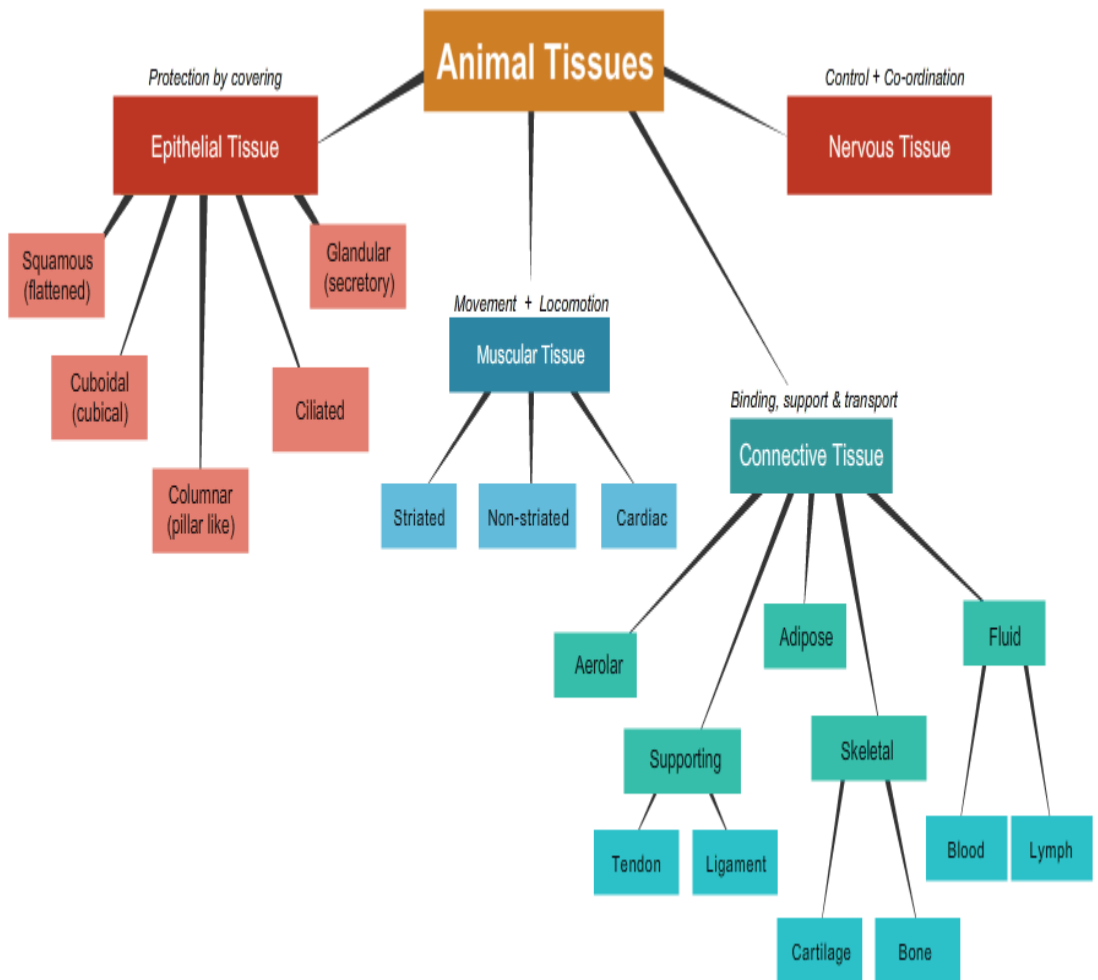 Animal Tissues
Protection by covering
Epithelial Tissue
Squamous
(flattened)
Cuboidal
(cubical)
Columnar
(pillar like)
Ciliated
Glandular
(secretory)
Movement + Locomotion
Muscular Tissue
Striated
Non-striated
Cardiac
Binding, support & transport
Connective Tissue
Aerolar
Supporting
Tendon
Ligament
Adipose
Skeletal
Cartilage
Bone
Fluid
Blood
Lymph
Control + Co-ordination
Nervous Tissue